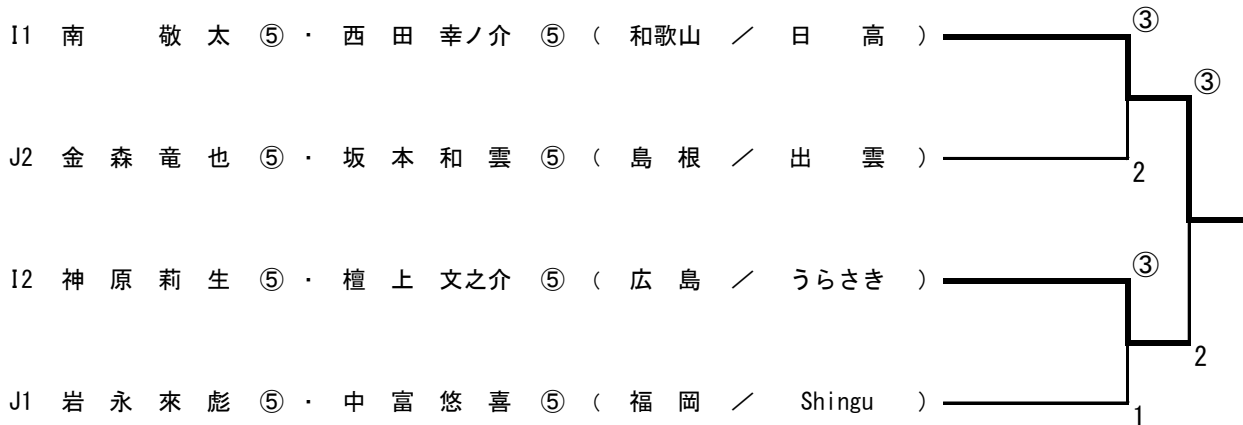 ③
I1 南 敬太 ⑤ ・ 西田幸ノ介 ⑤ ( 和歌山 / 日高 )
③
J2 金森竜也 ⑤ ・ 坂本和雲 ⑤ ( 島根 / 出雲 )
2
③
I2 神原莉生 ⑤ ・ 檀上文之介 ⑤ ( 広島 / うらさき )
2
J1 岩永來彪 ⑤ ・ 中富悠喜 ⑤ ( 福岡 / Shingu )
1